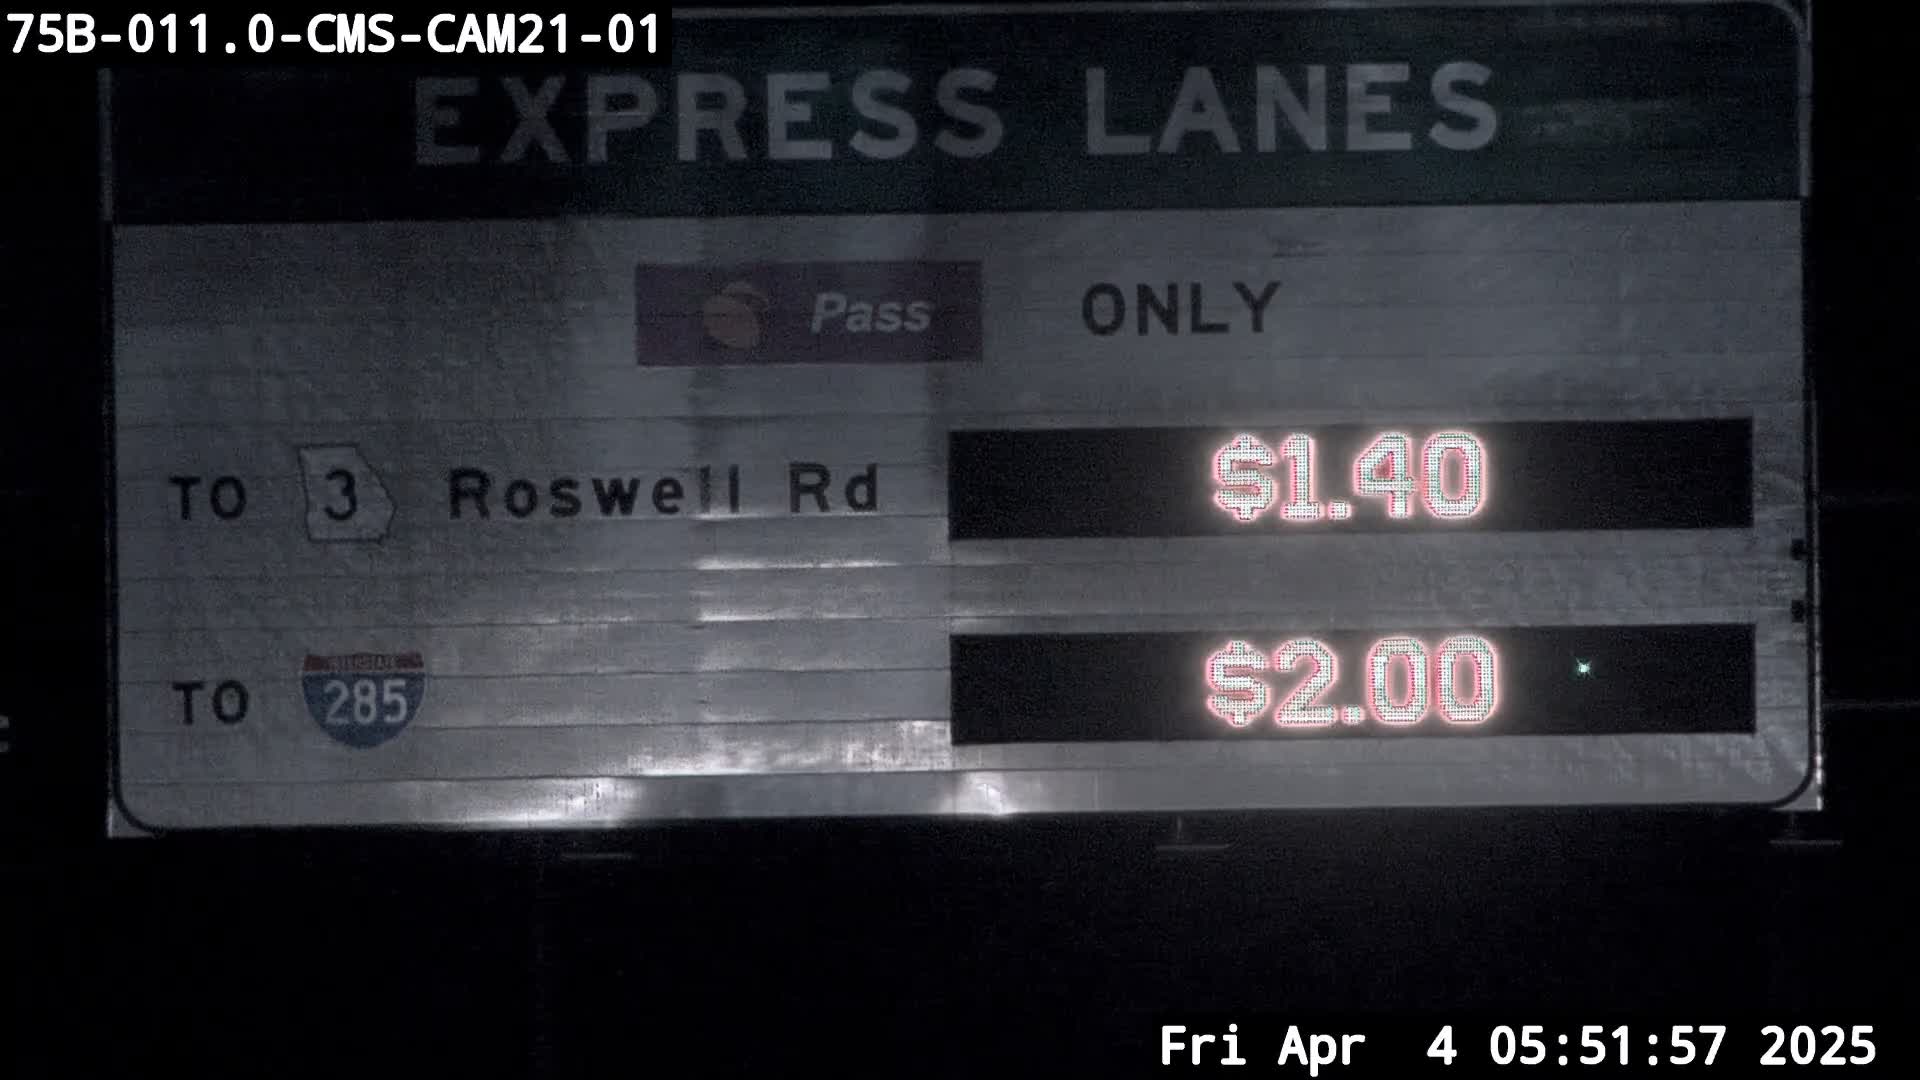 75B-011.0-CMS-CAM21-01
EXPRESS LANES
Pass ONLY
TO 3 Roswell Rd $1.40
INTERSTATE
TO 285 $2.00
Fri Apr 4 05:51:57 2025